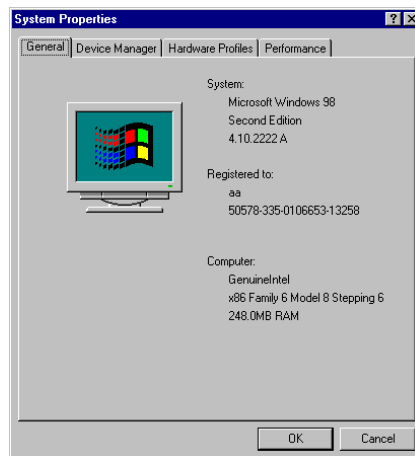 System Properties
General Device Manager Hardware Profiles Performance
System:
Microsoft Windows 98
Second Edition
4.10.2222 A
Registered to:
aa
50578-335-0106653-13258
Computer:
GenuineIntel
x86 Family 6 Model 8 Stepping 6
248.0MB RAM
OK Cancel